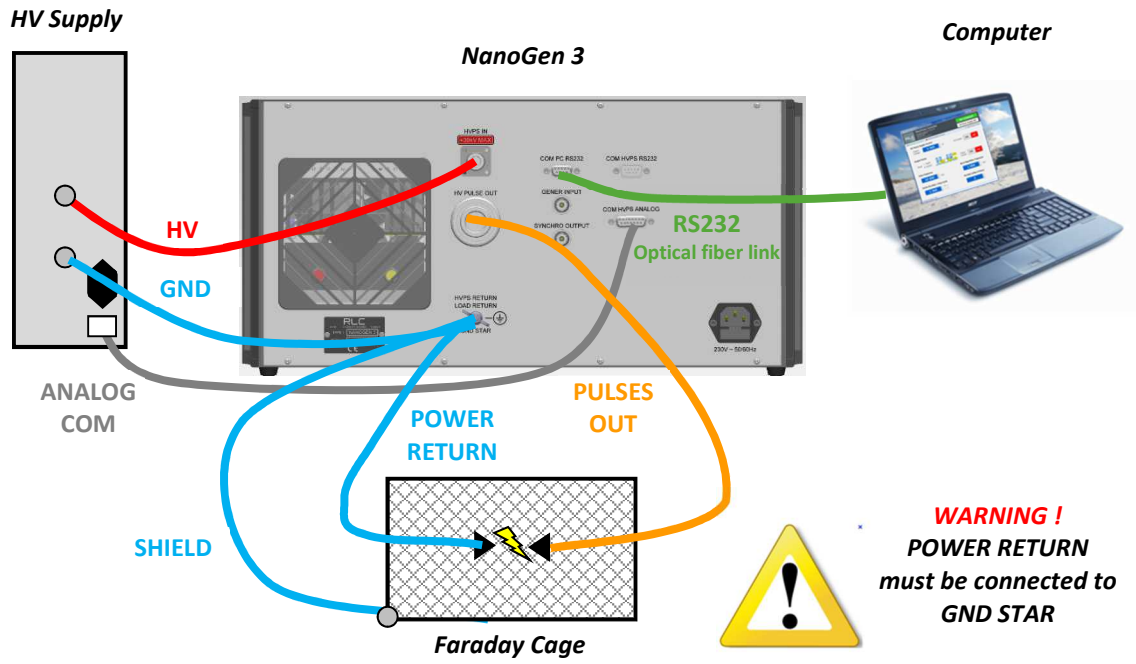 HV Supply
Computer
NanoGen 3
HVPS IN
+30kV MAX
COM PC RS232
COM HVPS RS232
HV PULSE OUT
GENER INPUT
COM HVPS ANALOG
SYNCHRO OUTPUT
RS232
Optical fiber link
HV
GND
HVPS RETURN
LOAD RETURN
GND STAR
RLC
NANOGEN 3
230V ~ 50/60Hz
ANALOG
COM
POWER
RETURN
PULSES
OUT
SHIELD
WARNING !
POWER RETURN
must be connected to
GND STAR
Faraday Cage